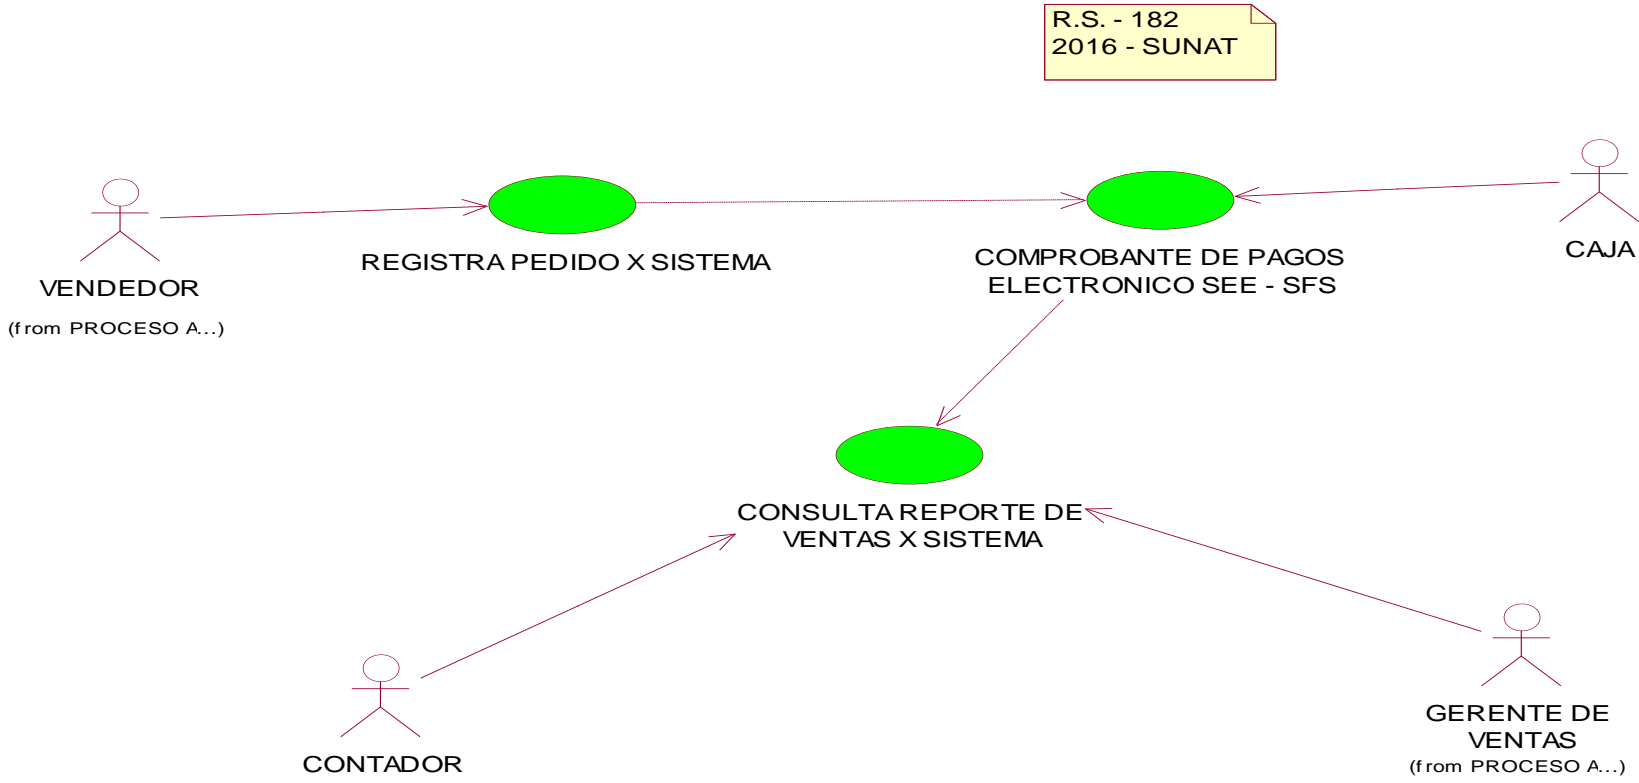 R.S. - 182
2016 - SUNAT
REGISTRA PEDIDO X SISTEMA
COMPROBANTE DE PAGOS
ELECTRONICO SEE - SFS
CAJA
VENDEDOR
(from PROCESO A...)
CONSULTA REPORTE DE
VENTAS X SISTEMA
CONTADOR
GERENTE DE
VENTAS
(from PROCESO A...)